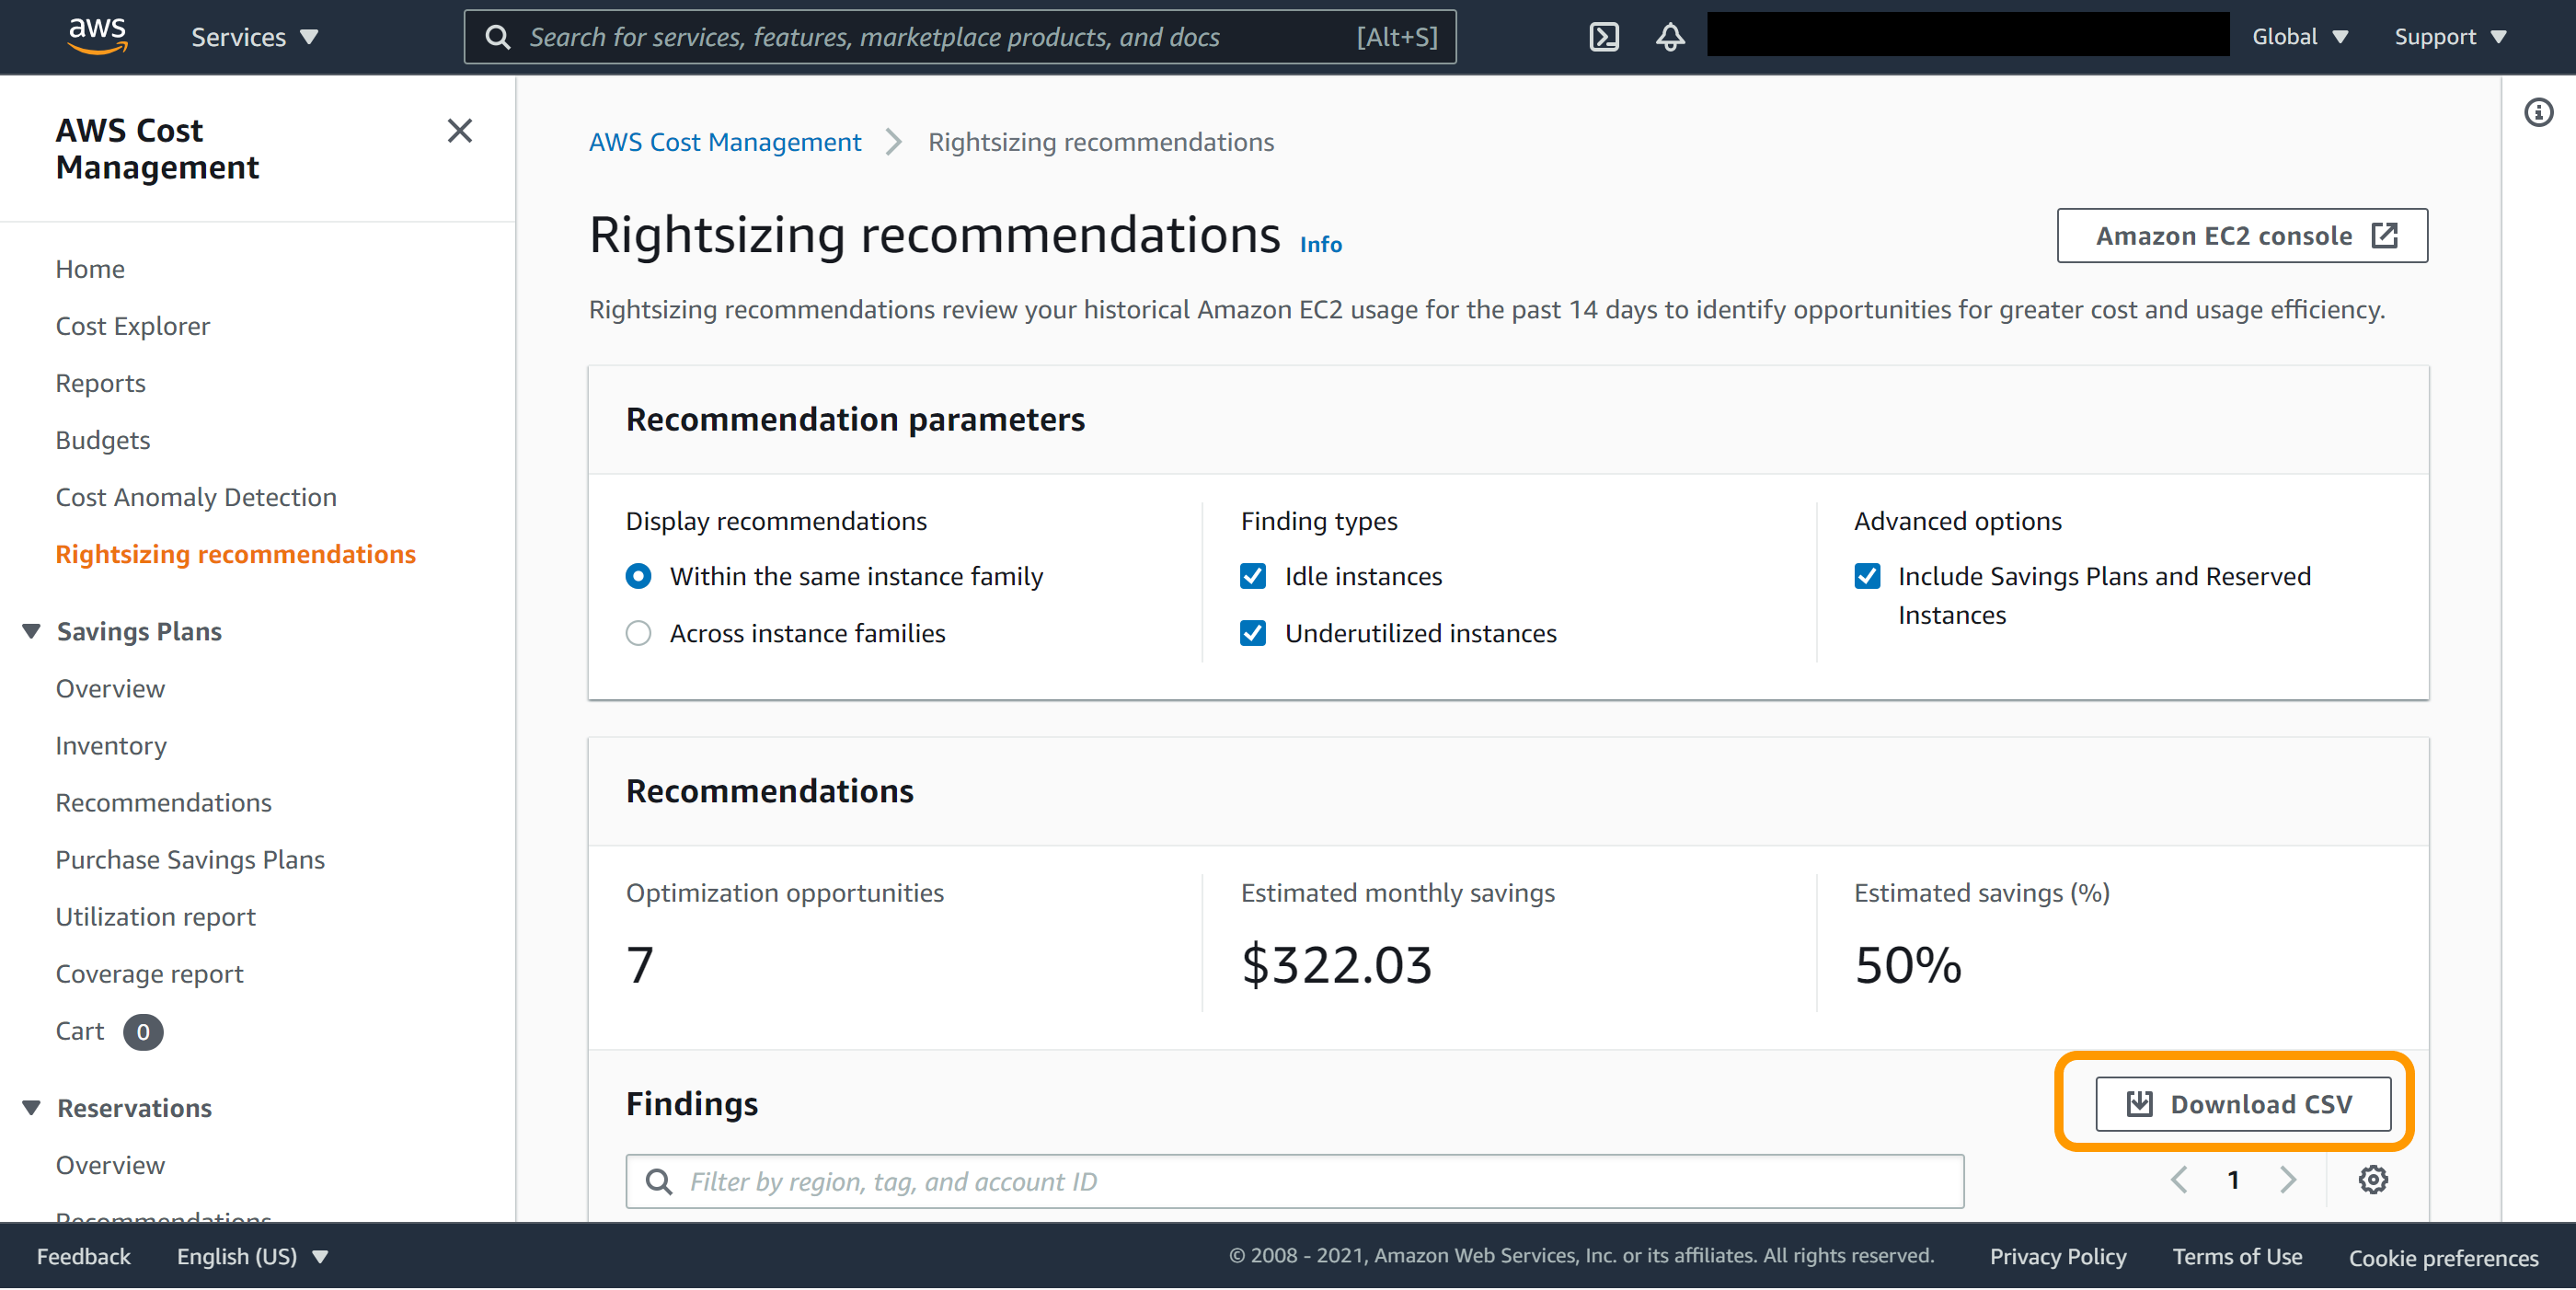 aws
Services
Search for services, features, marketplace products, and docs
[Alt+S]
Global
Support
AWS Cost
Management
Home
Cost Explorer
Reports
Budgets
Cost Anomaly Detection
Rightsizing recommendations
Savings Plans
Overview
Inventory
Recommendations
Purchase Savings Plans
Utilization report
Coverage report
Cart 0
Reservations
Overview
Recommendations
AWS Cost Management > Rightsizing recommendations
Rightsizing recommendations Info
Amazon EC2 console
Rightsizing recommendations review your historical Amazon EC2 usage for the past 14 days to identify opportunities for greater cost and usage efficiency.
Recommendation parameters
Display recommendations
Within the same instance family
Across instance families
Finding types
Idle instances
Underutilized instances
Advanced options
Include Savings Plans and Reserved
Instances
Recommendations
Optimization opportunities
7
Estimated monthly savings
$322.03
Estimated savings (%)
50%
Findings
Download CSV
Filter by region, tag, and account ID
1
Feedback
English (US)
© 2008 - 2021, Amazon Web Services, Inc. or its affiliates. All rights reserved.
Privacy Policy
Terms of Use
Cookie preferences